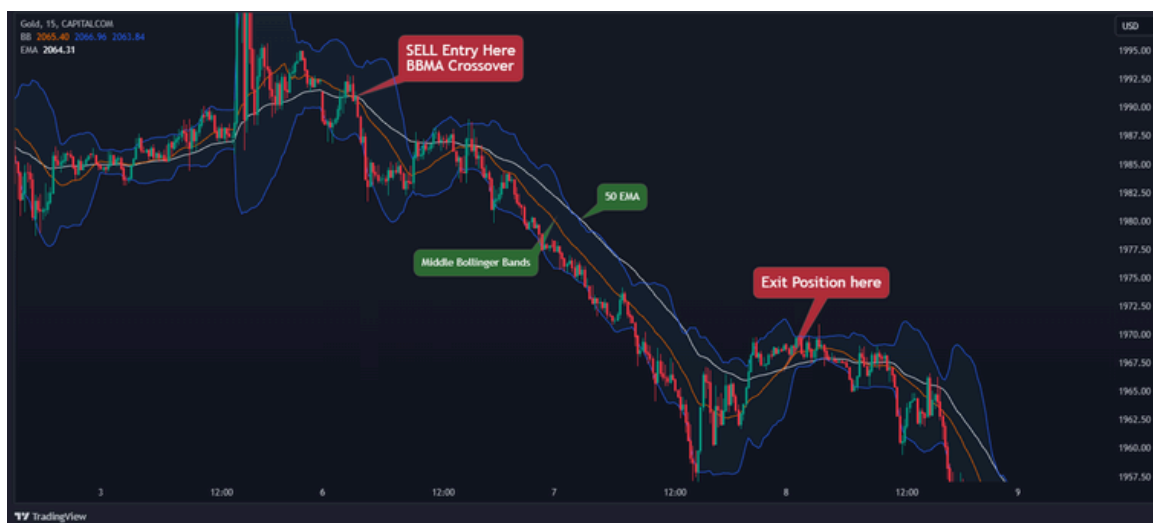 Gold, 15, CAPITALCOM
BB 2065.40 2066.96 2063.84
EMA 2064.31
USD
SELL Entry Here
BBMA Crossover
50 EMA
Middle Bollinger Bands
Exit Position here
1995.00
1992.50
1990.00
1987.50
1985.00
1982.50
1980.00
1977.50
1975.00
1972.50
1970.00
1967.50
1965.00
1962.50
1960.00
1957.50
3 12:00 6 12:00 7 12:00 8 12:00 9
TradingView